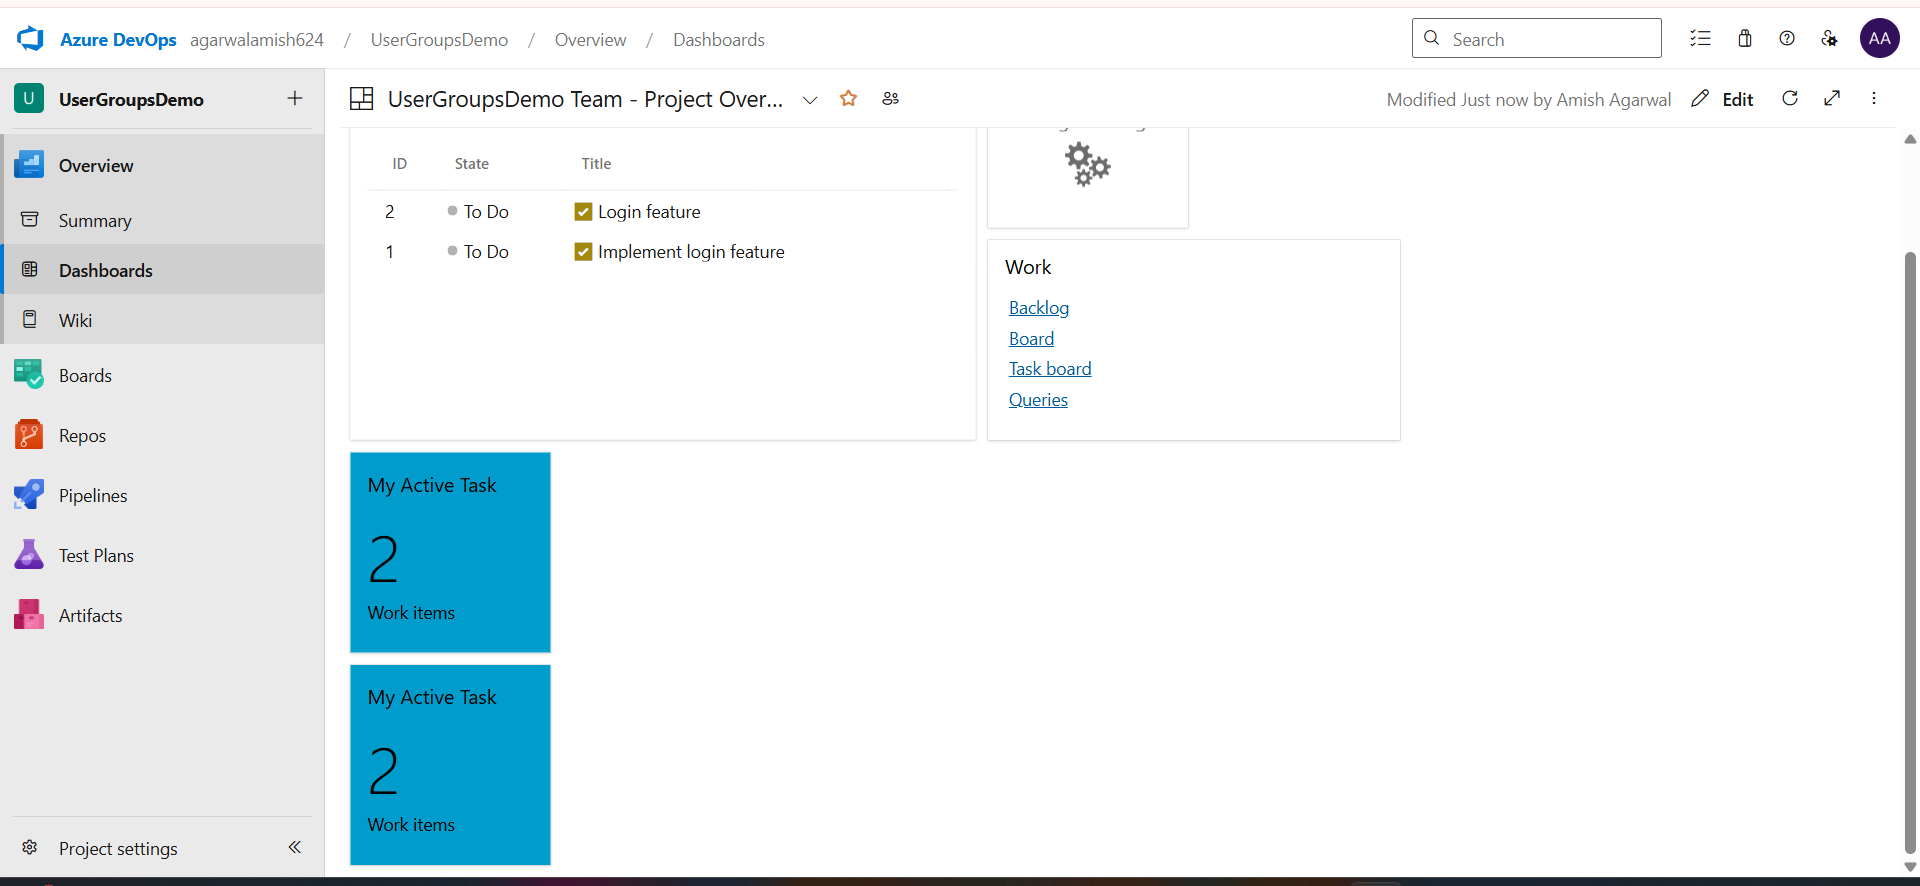 Azure DevOps agarwalamish624 / UserGroupsDemo / Overview / Dashboards
Search
AA
U UserGroupsDemo
Overview
Summary
Dashboards
Wiki
Boards
Repos
Pipelines
Test Plans
Artifacts
Project settings
UserGroupsDemo Team - Project Over...
Modified Just now by Amish Agarwal
Edit
ID State Title
2 To Do Login feature
1 To Do Implement login feature
Work
Backlog
Board
Task board
Queries
My Active Task
2
Work items
My Active Task
2
Work items